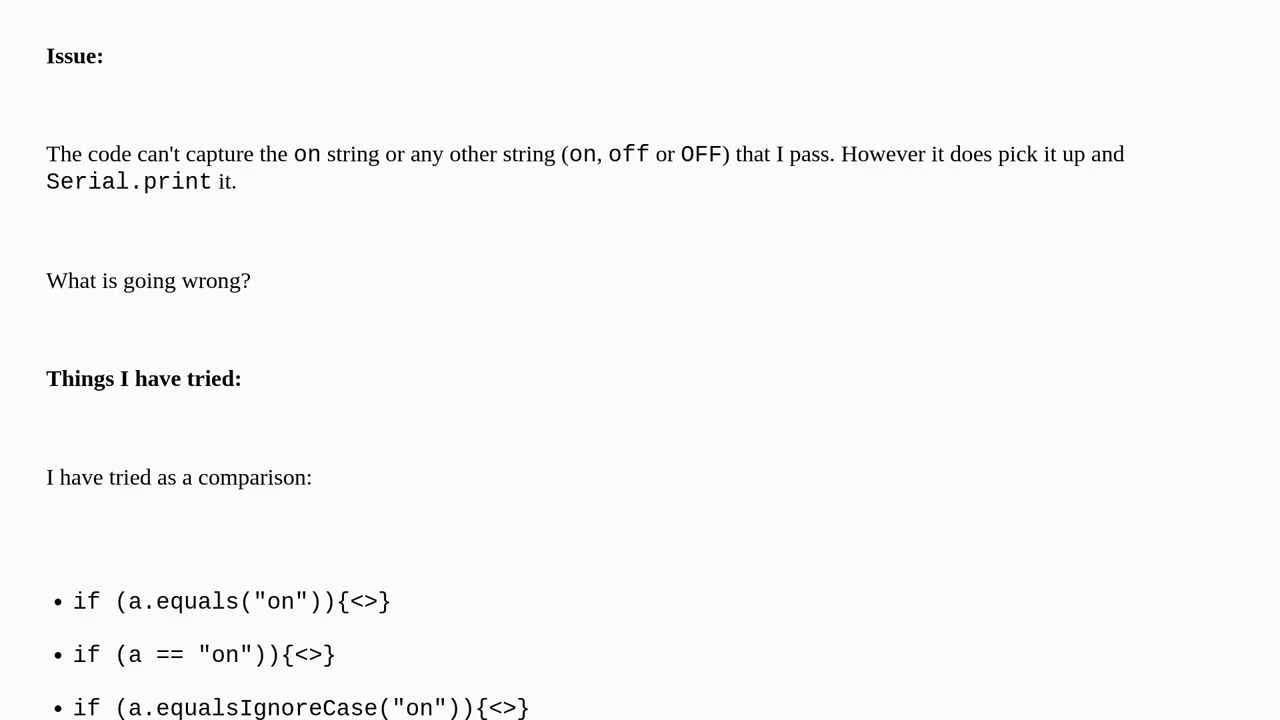 Issue:
The code can't capture the on string or any other string (on, off or OFF) that I pass. However it does pick it up and
Serial.print it.
What is going wrong?
Things I have tried:
I have tried as a comparison:
• if (a.equals("on")){<>}
• if (a == "on")){<>}
• if (a.equalsIgnoreCase("on")){<>}